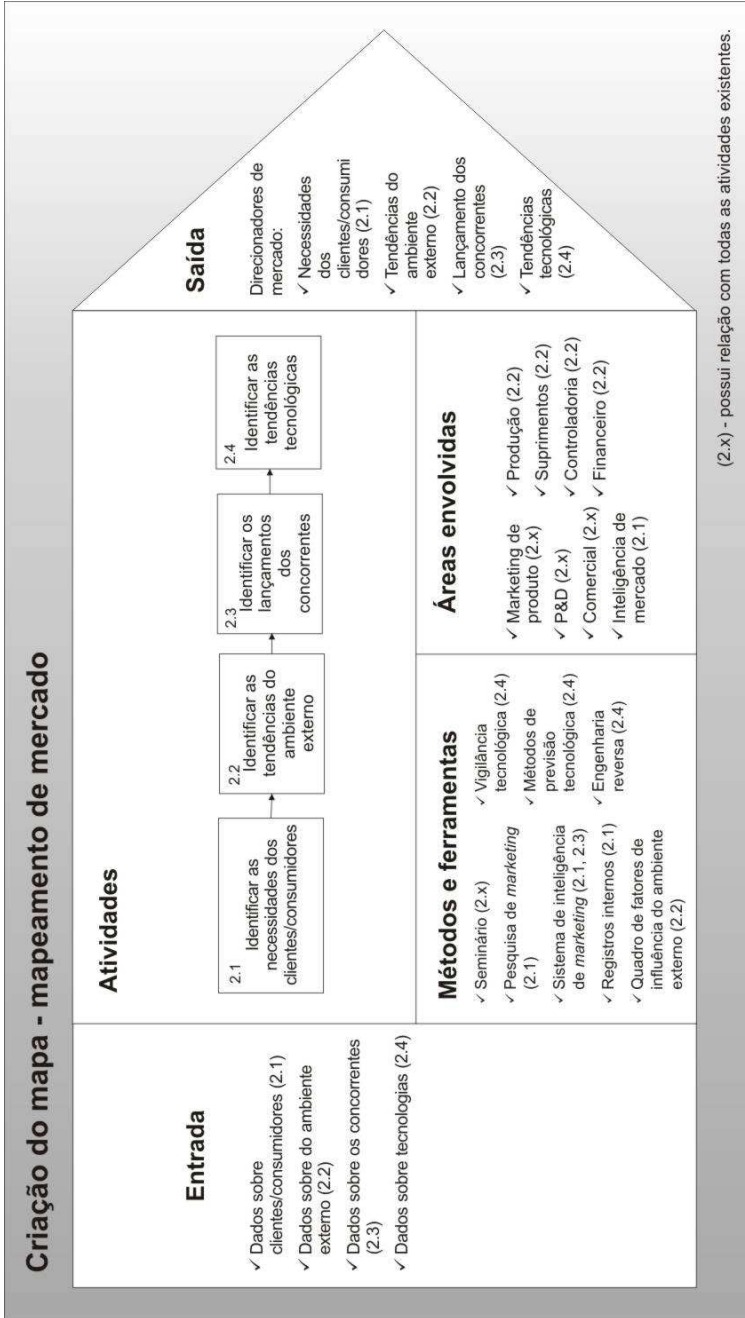 Criação do mapa - mapeamento de mercado
Entrada
✓ Dados sobre
clientes/consumidores (2.1)
✓ Dados sobre do ambiente
externo (2.2)
✓ Dados sobre os concorrentes
(2.3)
✓ Dados sobre tecnologias (2.4)
Atividades
2.1
Identificar as
necessidades dos
clientes/consumidores
2.2
Identificar as
tendências do
ambiente
externo
2.3
Identificar os
lançamentos
dos
concorrentes
2.4
Identificar as
tendências
tecnológicas
Métodos e ferramentas
✓ Seminário (2.x)
✓ Pesquisa de marketing
(2.1)
✓ Sistema de inteligência
de marketing (2.1, 2.3)
✓ Registros internos (2.1)
✓ Quadro de fatores de
influência do ambiente
externo (2.2)
✓ Vigilância
tecnológica (2.4)
✓ Métodos de
previsão
tecnológica (2.4)
✓ Engenharia
reversa (2.4)
Áreas envolvidas
✓ Marketing de
produto (2.x)
✓ P&D (2.x)
✓ Comercial (2.x)
✓ Inteligência de
mercado (2.1)
✓ Produção (2.2)
✓ Suprimentos (2.2)
✓ Controladoria (2.2)
✓ Financeiro (2.2)
Saída
Direcionadores de
mercado:
✓ Necessidades
dos
clientes/consumi
dores (2.1)
✓ Tendências do
ambiente
externo (2.2)
✓ Lançamento dos
concorrentes
(2.3)
✓ Tendências
tecnológicas
(2.4)
(2.x) - possui relação com todas as atividades existentes.